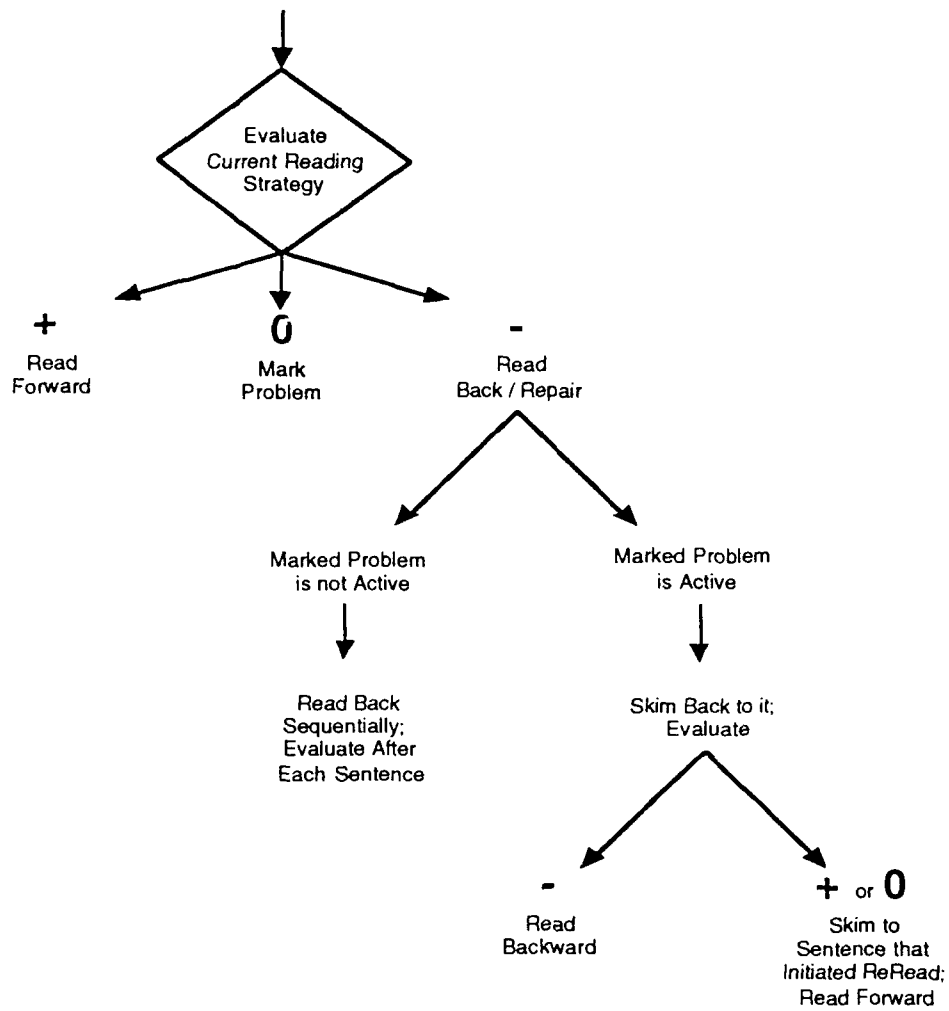 Evaluate
Current Reading
Strategy
+
Read
Forward
0
Mark
Problem
-
Read
Back / Repair
Marked Problem
is not Active
Marked Problem
is Active
Read Back
Sequentially;
Evaluate After
Each Sentence
Skim Back to it;
Evaluate
-
Read
Backward
+ or 0
Skim to
Sentence that
Initiated ReRead;
Read Forward